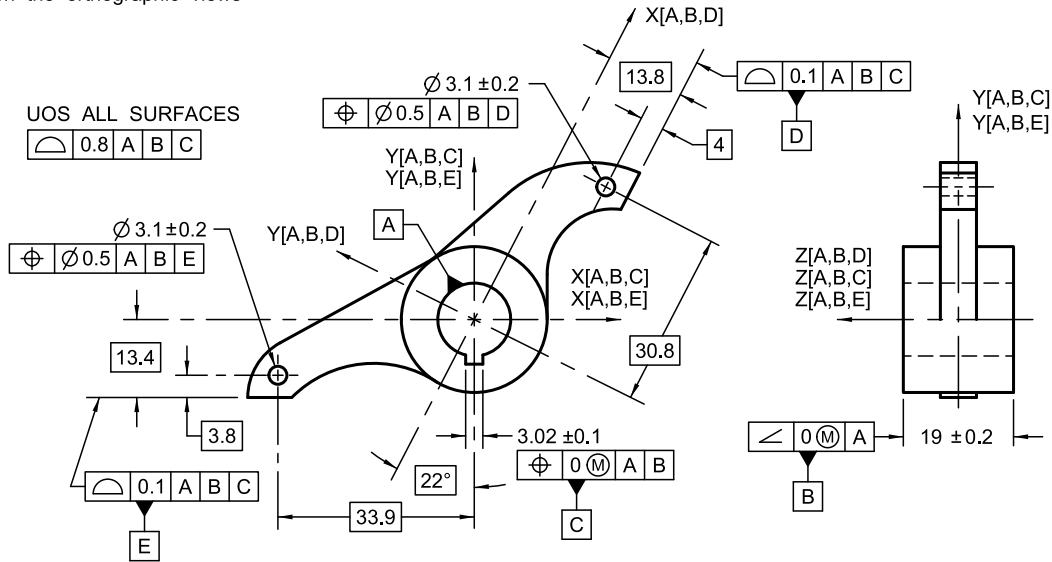 X[A,B,D]
13.8
⌓ 0.1 A B C
D
4
Ø 3.1 ±0.2
⌖ Ø 0.5 A B D
UOS ALL SURFACES
⌓ 0.8 A B C
Y[A,B,C]
Y[A,B,E]
Ø 3.1 ±0.2
⌖ Ø 0.5 A B E
Y[A,B,D]
A
X[A,B,C]
X[A,B,E]
30.8
13.4
3.8
⌓ 0.1 A B C
E
33.9
22°
3.02 ±0.1
⌖ 0 Ⓜ A B
C
Y[A,B,C]
Y[A,B,E]
Z[A,B,D]
Z[A,B,C]
Z[A,B,E]
∠ 0 Ⓜ A
B
19 ±0.2